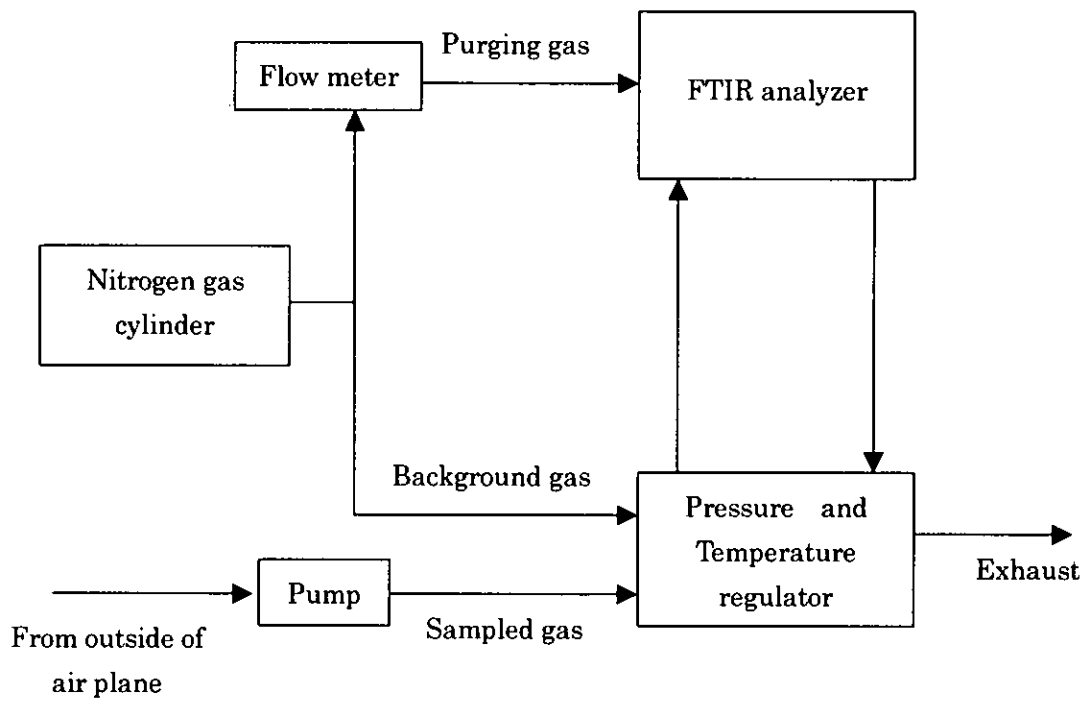 Purging gas
Flow meter
FTIR analyzer
Nitrogen gas
cylinder
Background gas
Pressure and
Temperature
regulator
Exhaust
Pump
Sampled gas
From outside of
air plane